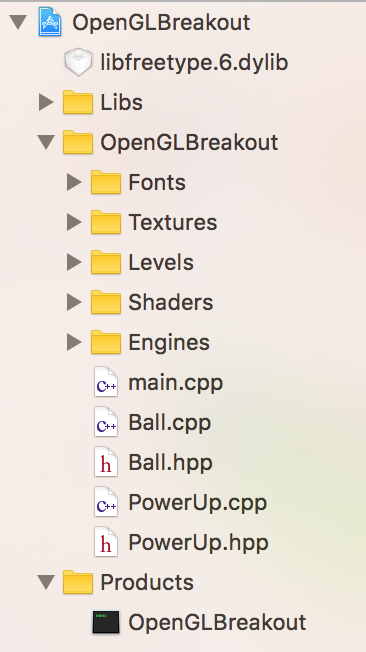 OpenGLBreakout
libfreetype.6.dylib
Libs
OpenGLBreakout
Fonts
Textures
Levels
Shaders
Engines
C++ main.cpp
C++ Ball.cpp
h Ball.hpp
C++ PowerUp.cpp
h PowerUp.hpp
Products
OpenGLBreakout